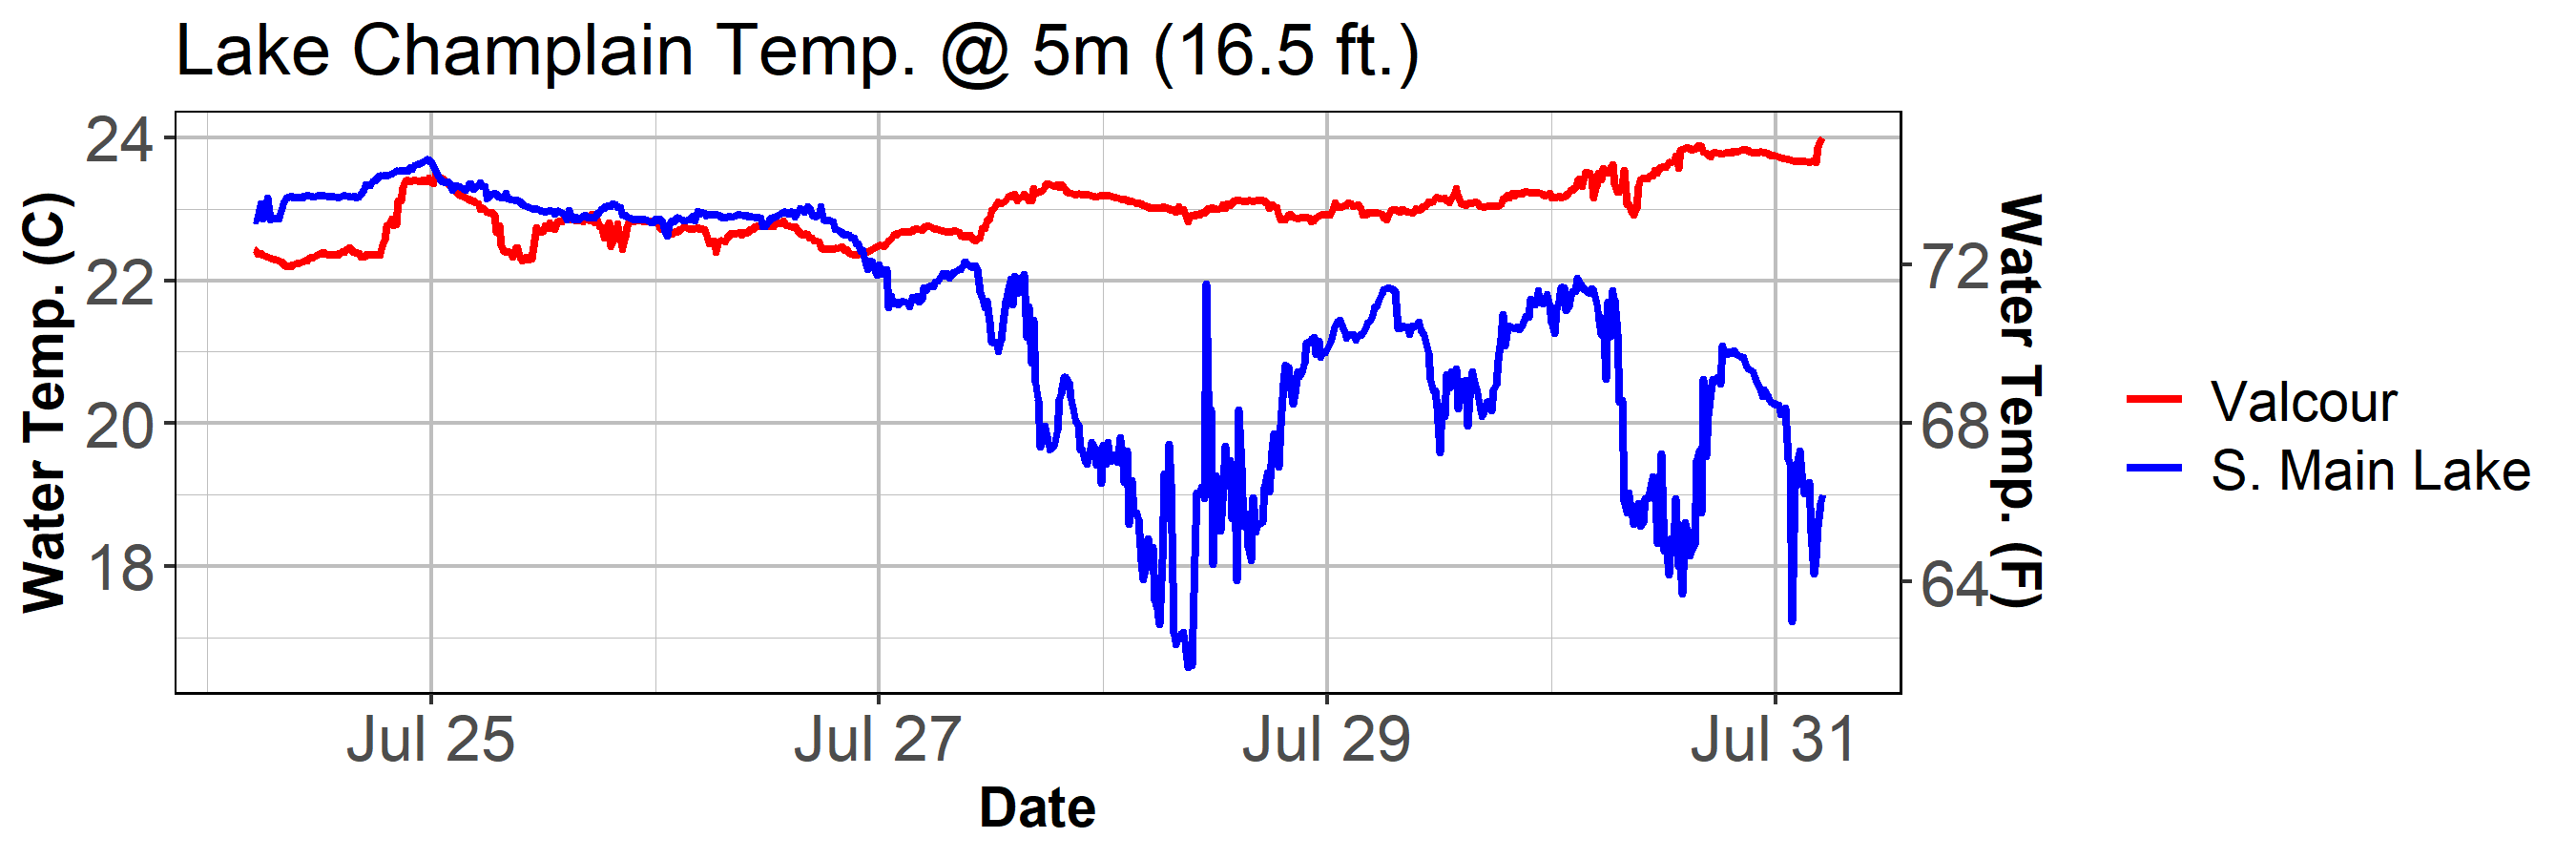 Lake Champlain Temp. @ 5m (16.5 ft.)
Water Temp. (C)
24
22
20
18
72
68
64
Water Temp. (F)
Jul 25
Jul 27
Jul 29
Jul 31
Date
Valcour
S. Main Lake